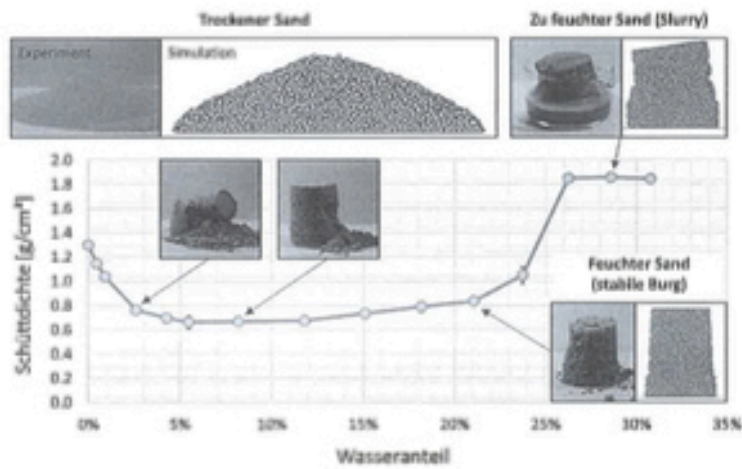 Trockener Sand
Zu feuchter Sand (Slurry)
Experiment
Simulation
Schüttdichte [g/cm³]
2.0
1.8
1.6
1.4
1.2
1.0
0.8
0.6
0.4
0.2
0.0
Feuchter Sand
(stabile Burg)
0%
5%
10%
15%
20%
25%
30%
35%
Wasseranteil